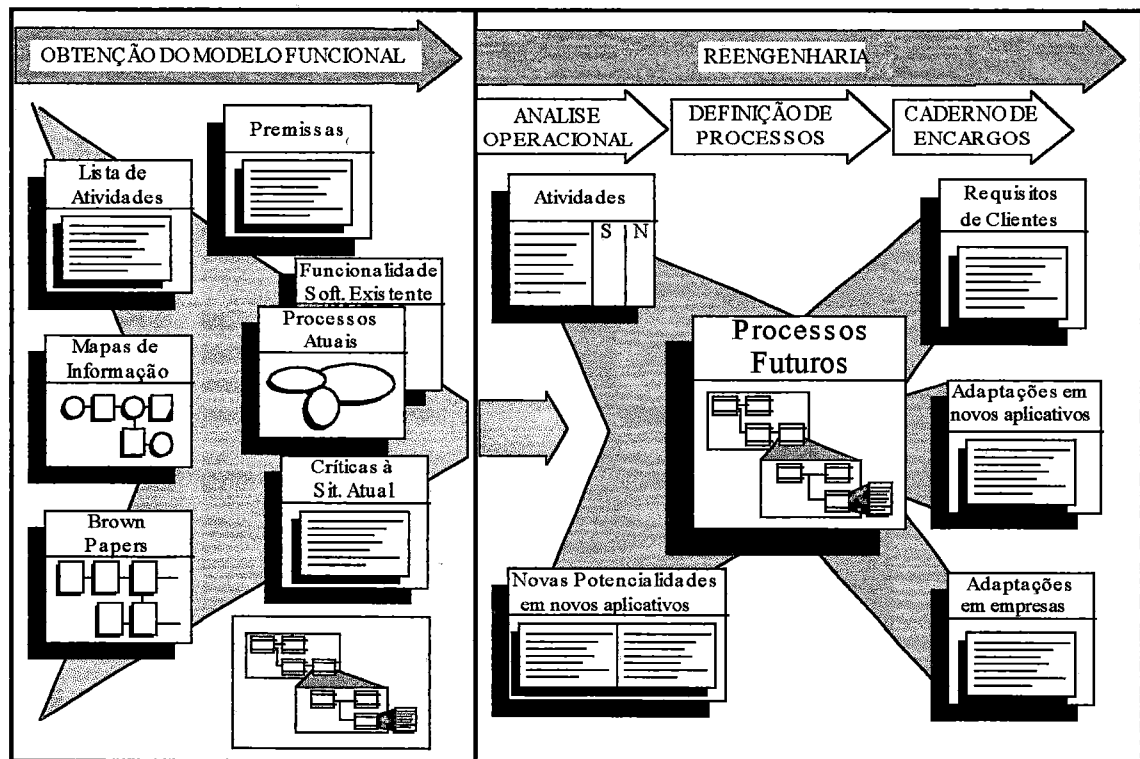 OBTENÇÃO DO MODELO FUNCIONAL
Premissas
Lista de
Atividades
Funcionalidade
Soft. Existente
Processos
Atuais
Mapas de
Informação
Críticas à
Sit. Atual
Brown
Papers
REENGENHARIA
ANALISE
OPERACIONAL
DEFINIÇÃO DE
PROCESSOS
CADERNO DE
ENCARGOS
Atividades
S N
Requisitos
de Clientes
Processos
Futuros
Adaptações em
novos aplicativos
Novas Potencialidades
em novos aplicativos
Adaptações
em empresas